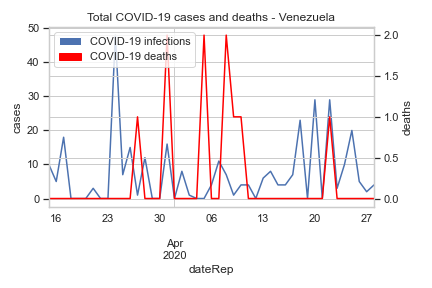 Total COVID-19 cases and deaths - Venezuela
COVID-19 infections
COVID-19 deaths
50
40
30
20
10
0
cases
2.0
1.5
1.0
0.5
0.0
deaths
16 23 30 06 13 20 27
Apr
2020
dateRep